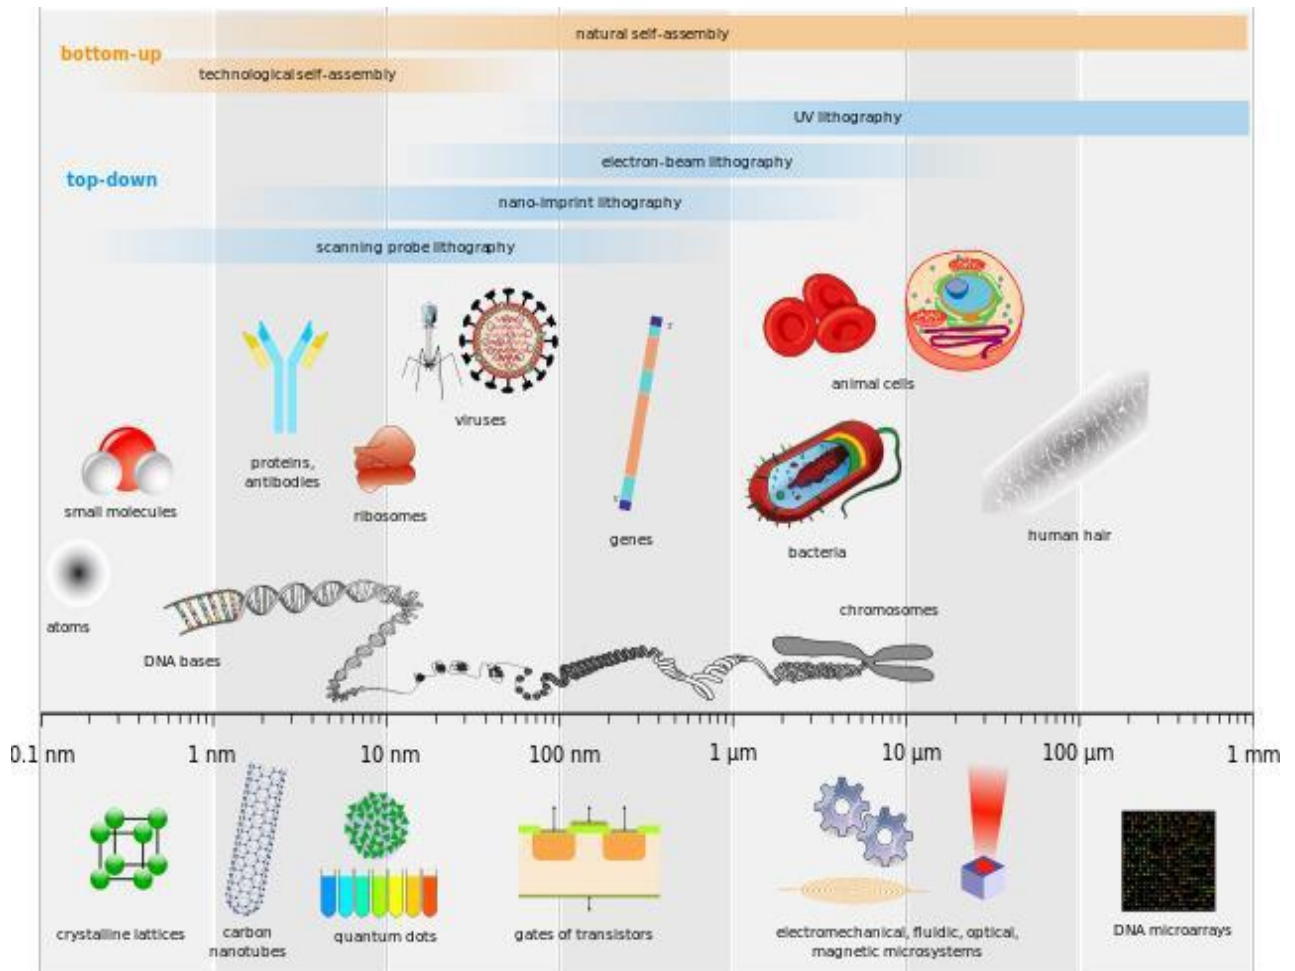 natural self-assembly
bottom-up
technological self-assembly
UV lithography
electron-beam lithography
top-down
nano-imprint lithography
scanning probe lithography
animal cells
viruses
proteins,
antibodies
small molecules
ribosomes
genes
human hair
bacteria
chromosomes
atoms
DNA bases
0.1 nm 1 nm 10 nm 100 nm 1 µm 10 µm 100 µm 1 mm
crystalline lattices
carbon
nanotubes
quantum dots
gates of transistors
electromechanical, fluidic, optical,
magnetic microsystems
DNA microarrays